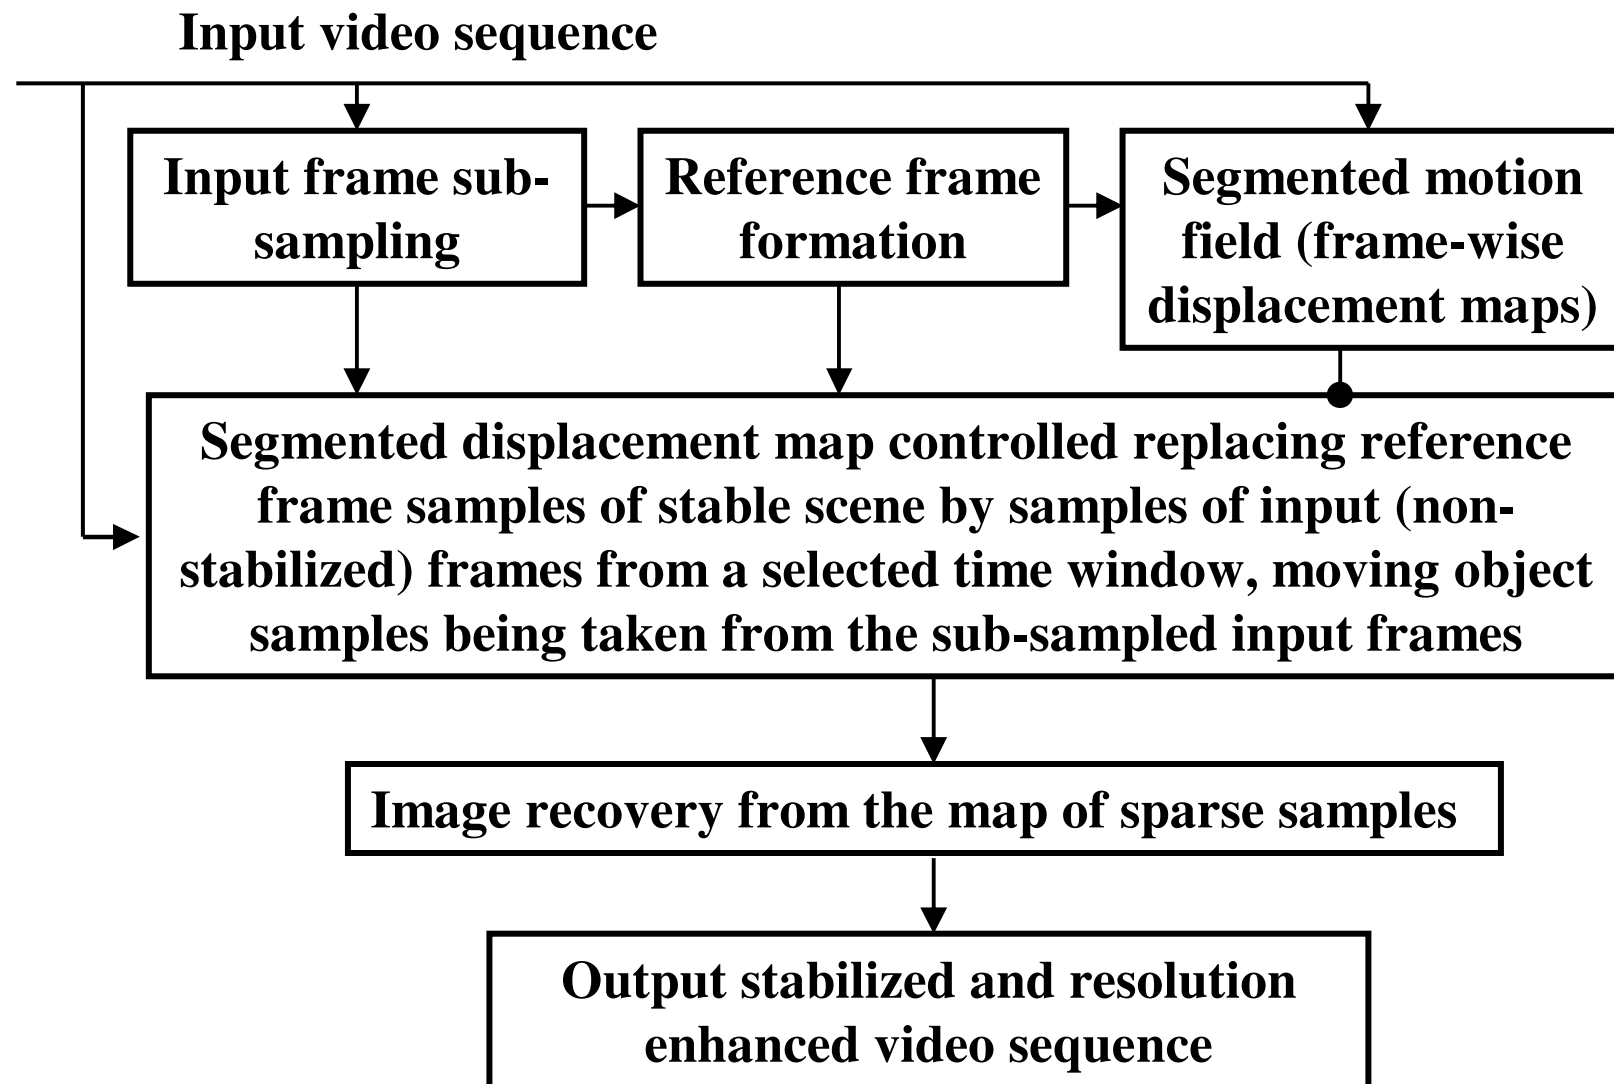 Input video sequence
Input frame sub-
sampling
Reference frame
formation
Segmented motion
field (frame-wise
displacement maps)
Segmented displacement map controlled replacing reference
frame samples of stable scene by samples of input (non-
stabilized) frames from a selected time window, moving object
samples being taken from the sub-sampled input frames
Image recovery from the map of sparse samples
Output stabilized and resolution
enhanced video sequence